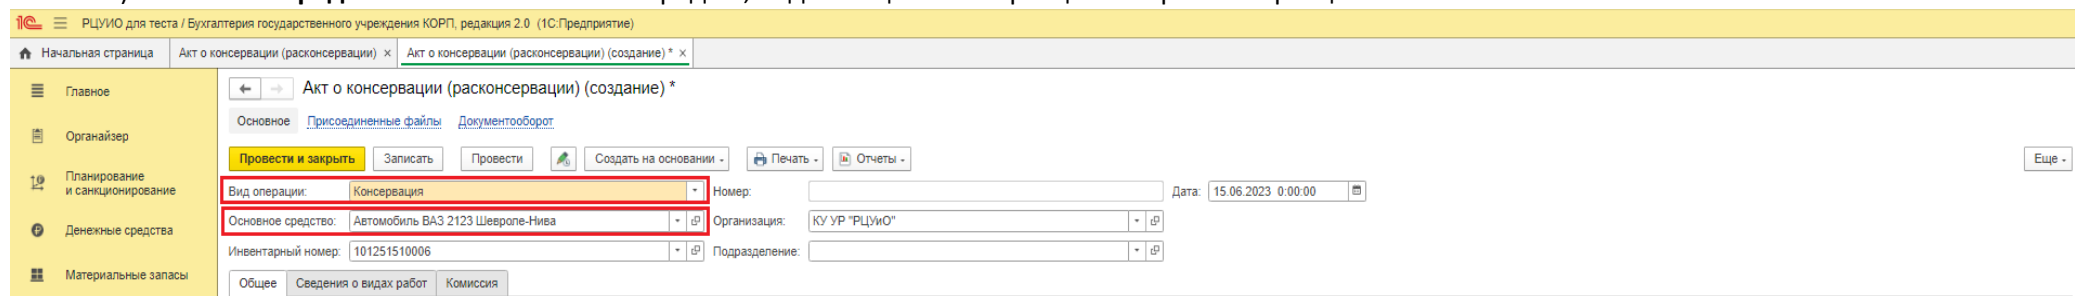 РЦУИО для теста / Бухгалтерия государственного учреждения КОРП, редакция 2.0 (1С:Предприятие)
Начальная страница Акт о консервации (расконсервации) × Акт о консервации (расконсервации) (создание) * ×
Главное
Органайзер
Планирование
и санкционирование
Денежные средства
Материальные запасы
Акт о консервации (расконсервации) (создание) *
Основное Присоединенные файлы Документооборот
Провести и закрыть Записать Провести Создать на основании Печать Отчеты Еще
Вид операции: Консервация Номер: Дата: 15.06.2023 0:00:00
Основное средство: Автомобиль ВАЗ 2123 Шевроле-Нива Организация: КУ УР "РЦУиО"
Инвентарный номер: 101251510006 Подразделение:
Общее Сведения о видах работ Комиссия